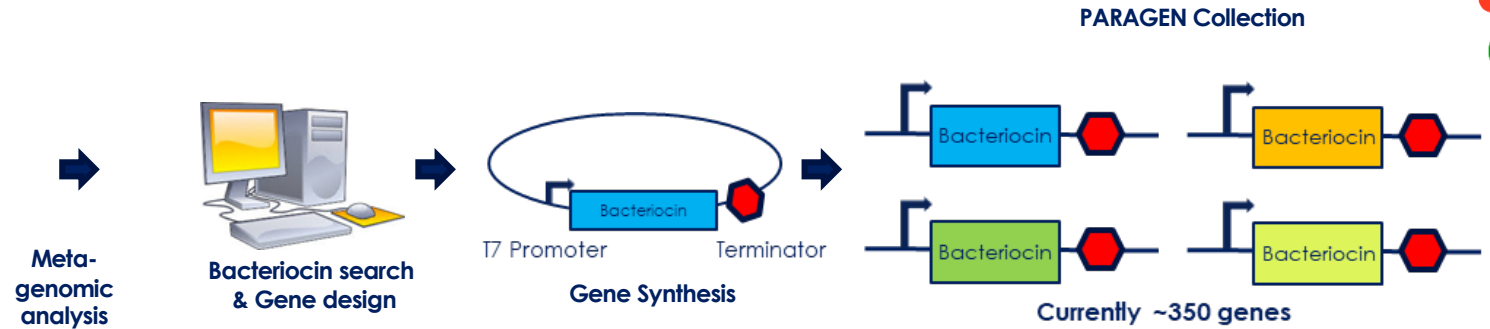 PARAGEN Collection
Meta-
genomic
analysis
Bacteriocin search
& Gene design
Bacteriocin
T7 Promoter
Terminator
Gene Synthesis
Bacteriocin
Bacteriocin
Bacteriocin
Bacteriocin
Currently ~350 genes